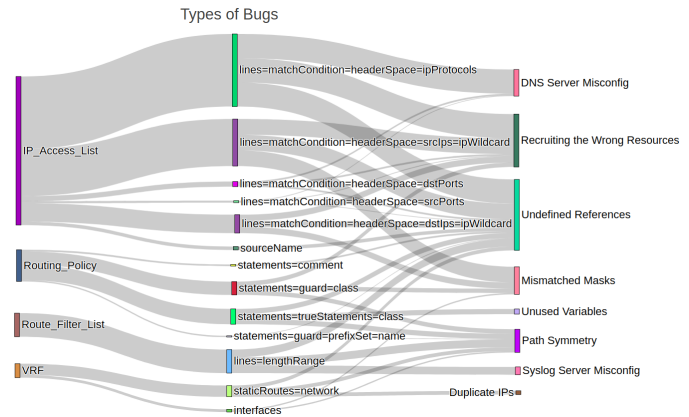 Types of Bugs
IP_Access_List
Routing_Policy
Route_Filter_List
VRF
lines=matchCondition=headerSpace=ipProtocols
lines=matchCondition=headerSpace=srcIps=ipWildcard
lines=matchCondition=headerSpace=dstPorts
lines=matchCondition=headerSpace=srcPorts
lines=matchCondition=headerSpace=dstIps=ipWildcard
sourceName
statements=comment
statements=guard=class
statements=trueStatements=class
statements=guard=prefixSet=name
lines=lengthRange
staticRoutes=network
interfaces
DNS Server Misconfig
Recruiting the Wrong Resources
Undefined References
Mismatched Masks
Unused Variables
Path Symmetry
Syslog Server Misconfig
Duplicate IPs